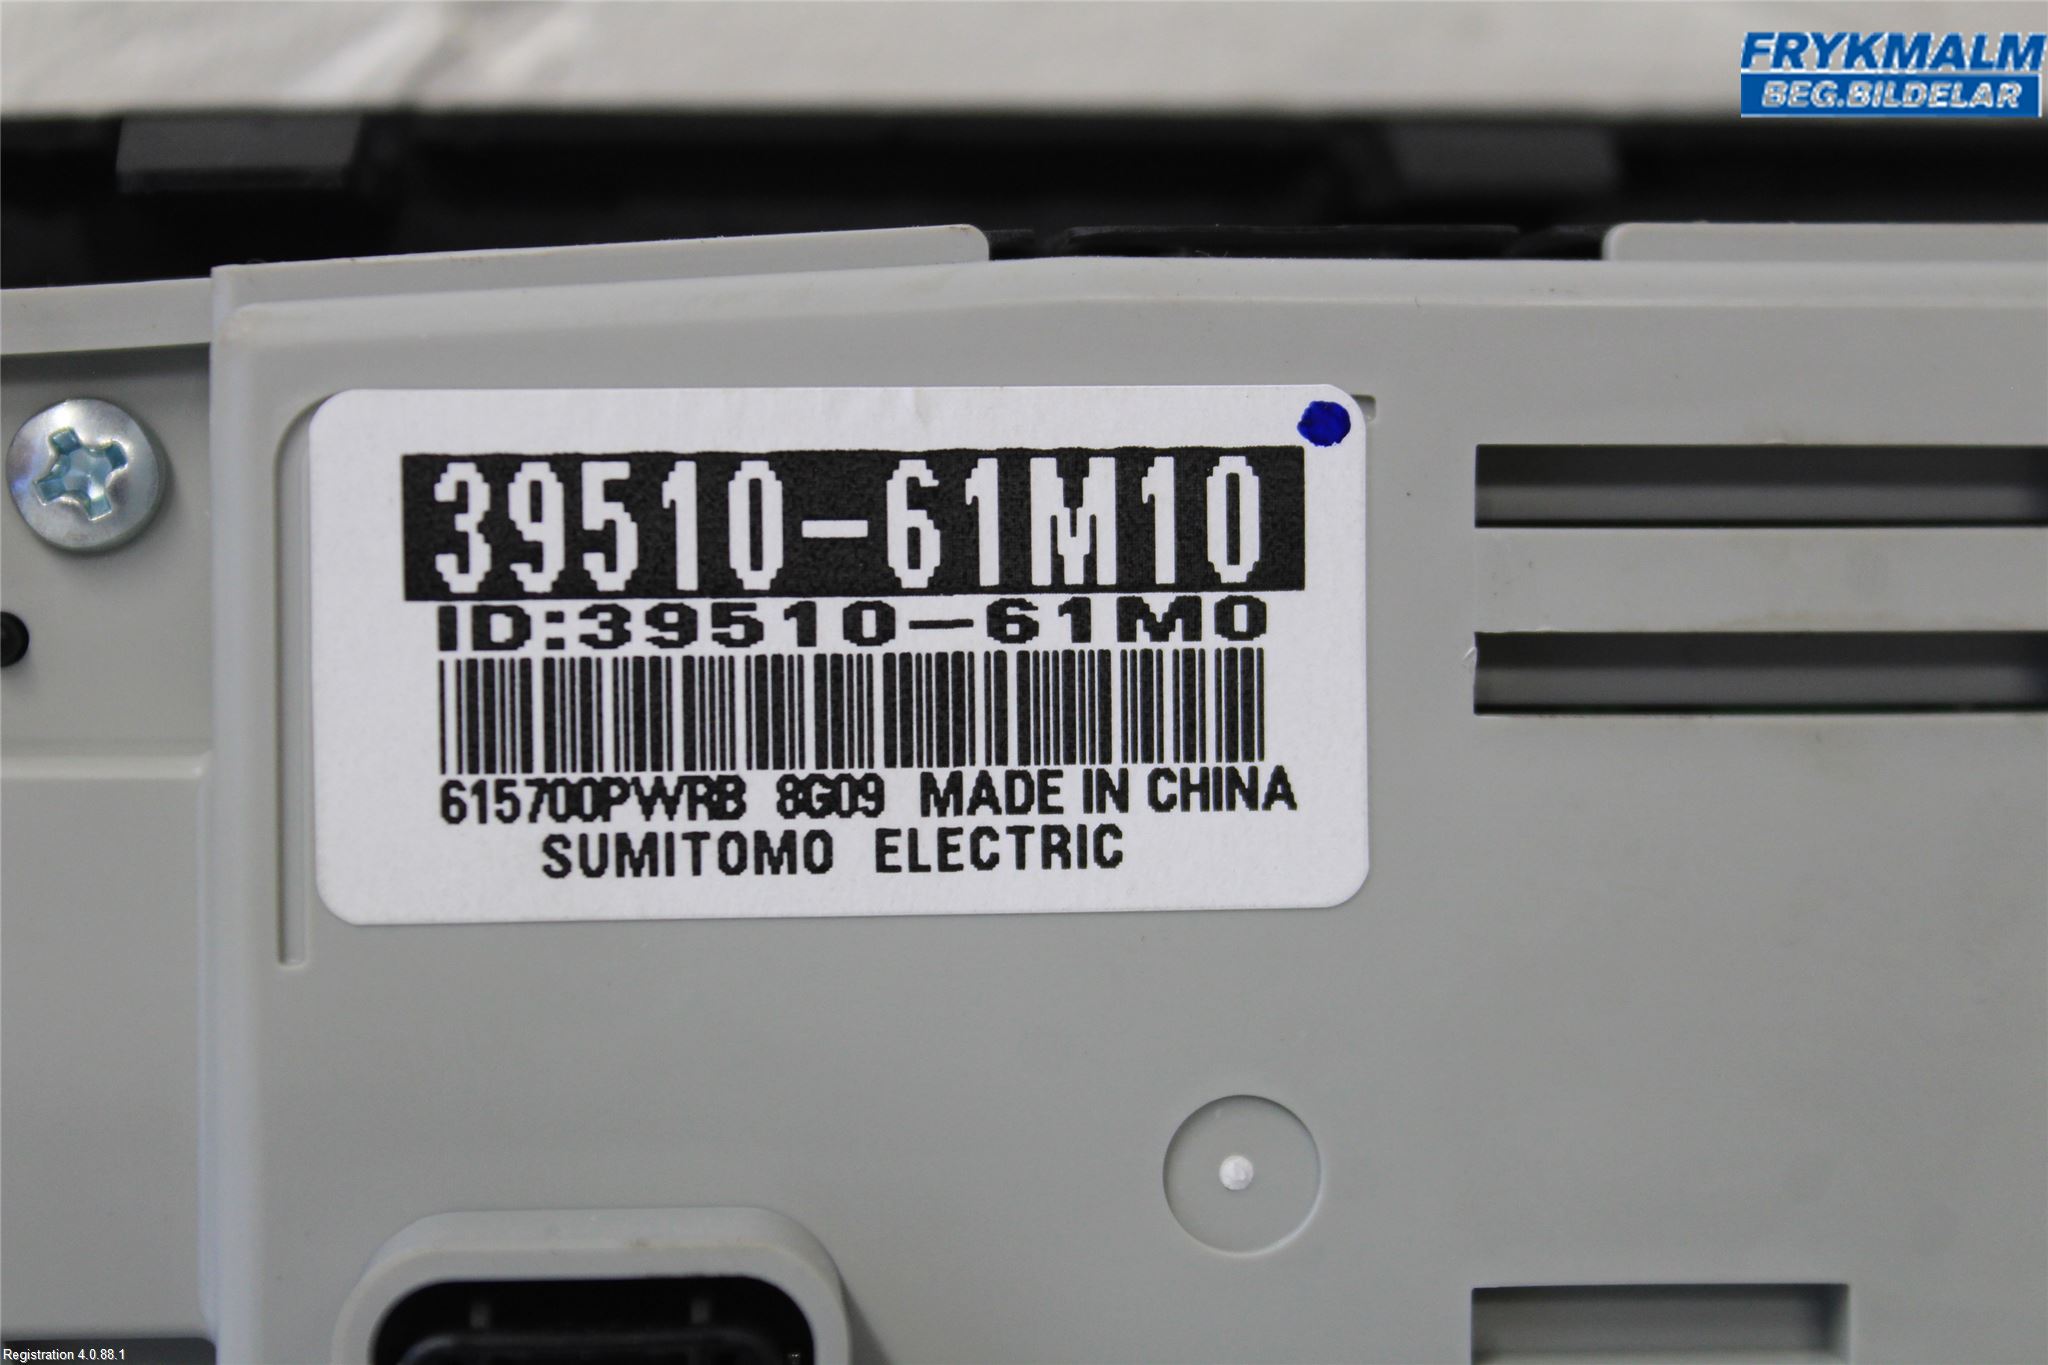 FRYKMALM
BEG.BILDELAR
39510-61M10
ID:39510-61M0
615700PWRB 8G09 MADE IN CHINA
SUMITOMO ELECTRIC
Registration 4.0.88.1